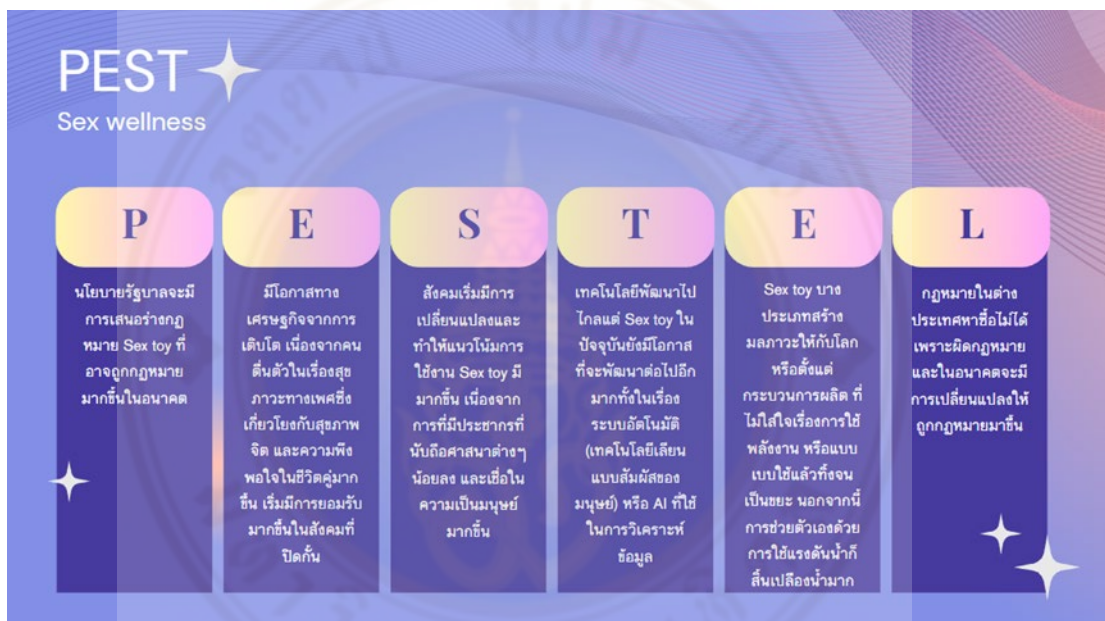 PEST
Sex wellness
P
นโยบายรัฐบาลจะมี
การเสนอร่างกฏ
หมาย Sex toy ที่
อาจถูกกฎหมาย
มากขึ้นในอนาคต
E
มีโอกาสทาง
เศรษฐกิจจากการ
เติบโต เนื่องจากคน
ตื่นตัวในเรื่องสุข
ภาวะทางเพศซึ่ง
เกี่ยวโยงกับสุขภาพ
จิต และความพึง
พอใจในชีวิตคู่มาก
ขึ้น เริ่มมีการยอมรับ
มากขึ้นในสังคมที่
ปิดกั้น
S
สังคมเริ่มมีการ
เปลี่ยนแปลงและ
ทำให้แนวโน้มการ
ใช้งาน Sex toy มี
มากขึ้น เนื่องจาก
การที่มีประชากรที่
นับถือศาสนาต่างๆ
น้อยลง และเชื่อใน
ความเป็นมนุษย์
มากขึ้น
T
เทคโนโลยีพัฒนาไป
ไกลแต่ Sex toy ใน
ปัจจุบันยังมีโอกาส
ที่จะพัฒนาต่อไปอีก
มากทั้งในเรื่อง
ระบบอัตโนมัติ
(เทคโนโลยีเลียน
แบบสัมผัสของ
มนุษย์) หรือ AI ที่ใช้
ในการวิเคราะห์
ข้อมูล
E
Sex toy บาง
ประเภทสร้าง
มลภาวะให้กับโลก
หรือตั้งแต่
กระบวนการผลิต ที่
ไม่ใส่ใจเรื่องการใช้
พลังงาน หรือแบบ
เบบใช้แล้วทิ้งจน
เป็นขยะ นอกจากนี้
การช่วยตัวเองด้วย
การใช้แรงดันน้ำก็
สิ้นเปลืองน้ำมาก
L
กฎหมายในต่าง
ประเทศหาซื้อไม่ได้
เพราะผิดกฎหมาย
และในอนาคตจะมี
การเปลี่ยนแปลงให้
ถูกกฎหมายมาขึ้น